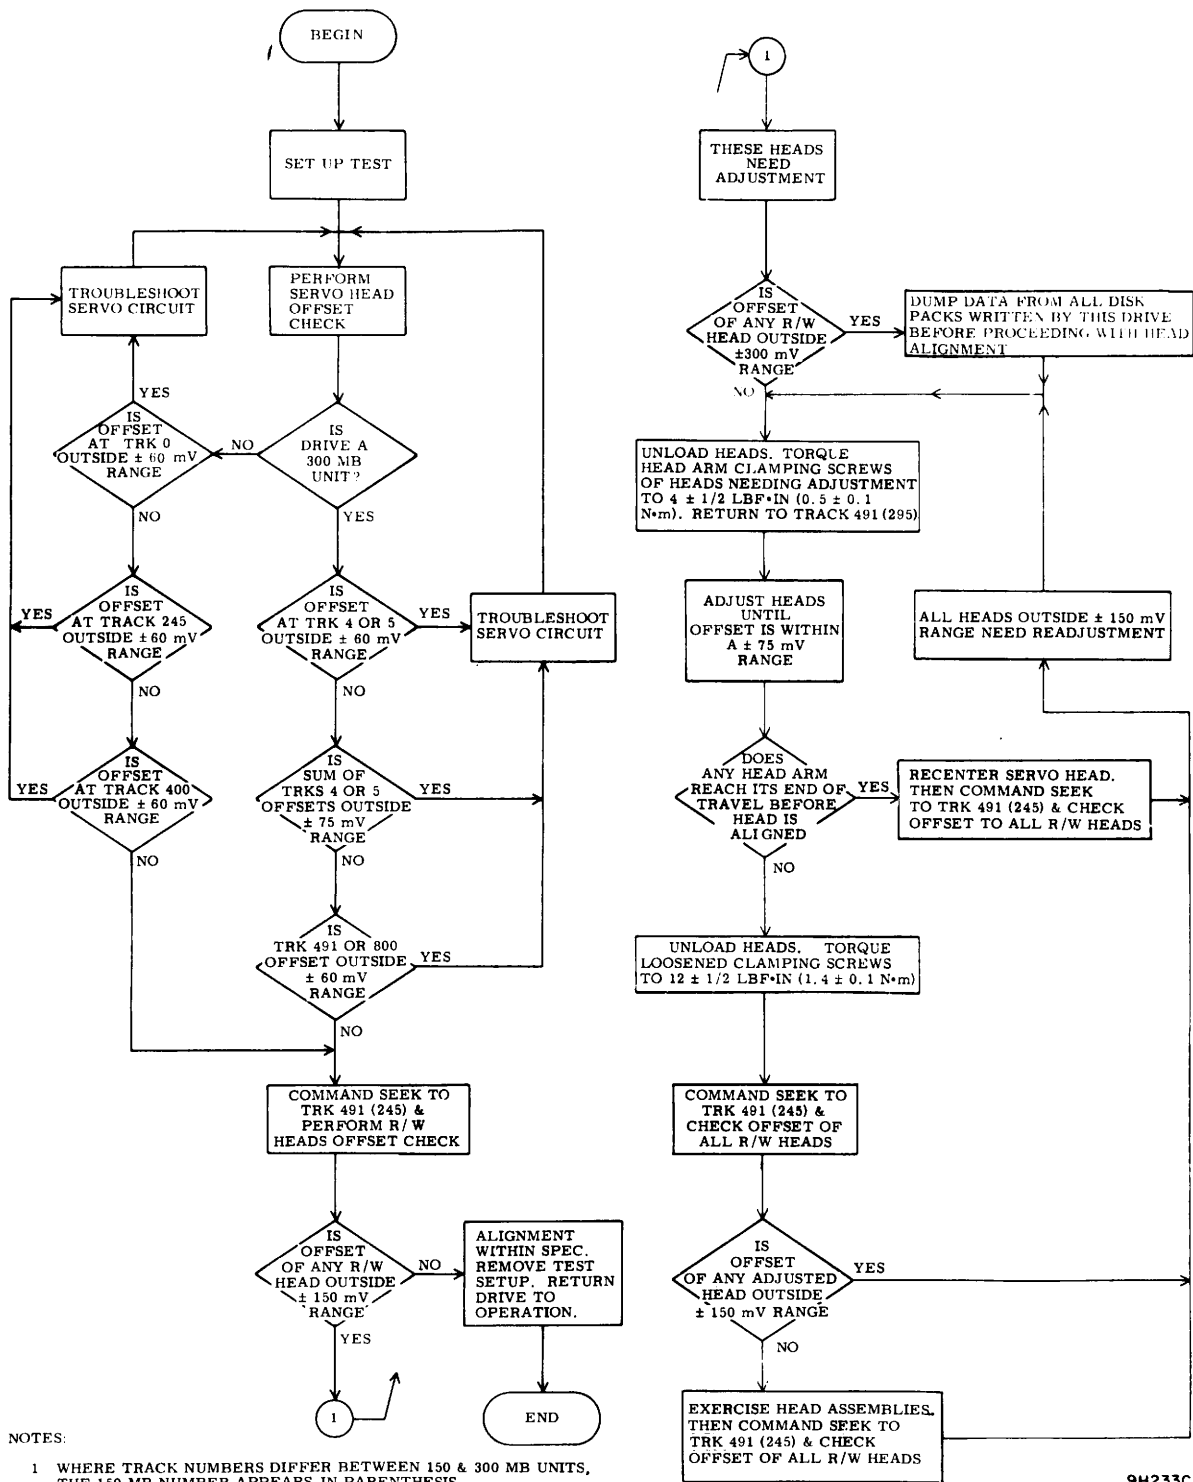 BEGIN
SET UP TEST
TROUBLESHOOT
SERVO CIRCUIT
PERFORM
SERVO HEAD
OFFSET
CHECK
YES
IS
OFFSET
AT TRK 0
OUTSIDE ± 60 mV
RANGE
NO
IS
DRIVE A
300 MB
UNIT?
NO
YES
YES
IS
OFFSET
AT TRACK 245
OUTSIDE ± 60 mV
RANGE
IS
OFFSET
AT TRK 4 OR 5
OUTSIDE ± 60 mV
RANGE
YES
TROUBLESHOOT
SERVO CIRCUIT
NO
NO
YES
IS
OFFSET
AT TRACK 400
OUTSIDE ± 60 mV
RANGE
IS
SUM OF
TRKS 4 OR 5
OFFSETS OUTSIDE
± 75 mV
RANGE
YES
NO
NO
IS
TRK 491 OR 800
OFFSET OUTSIDE
± 60 mV
RANGE
YES
NO
COMMAND SEEK TO
TRK 491 (245) &
PERFORM R/W
HEADS OFFSET CHECK
IS
OFFSET
OF ANY R/W
HEAD OUTSIDE
± 150 mV
RANGE
NO
ALIGNMENT
WITHIN SPEC.
REMOVE TEST
SETUP. RETURN
DRIVE TO
OPERATION.
YES
1
END
1
THESE HEADS
NEED
ADJUSTMENT
IS
OFFSET
OF ANY R/W
HEAD OUTSIDE
±300 mV
RANGE
YES
DUMP DATA FROM ALL DISK
PACKS WRITTEN BY THIS DRIVE
BEFORE PROCEEDING WITH HEAD
ALIGNMENT
NO
UNLOAD HEADS. TORQUE
HEAD ARM CLAMPING SCREWS
OF HEADS NEEDING ADJUSTMENT
TO 4 ± 1/2 LBF•IN (0.5 ± 0.1
N•m). RETURN TO TRACK 491 (295)
ADJUST HEADS
UNTIL
OFFSET IS WITHIN
A ± 75 mV
RANGE
ALL HEADS OUTSIDE ± 150 mV
RANGE NEED READJUSTMENT
DOES
ANY HEAD ARM
REACH ITS END OF
TRAVEL BEFORE
HEAD IS
ALIGNED
YES
RECENTER SERVO HEAD.
THEN COMMAND SEEK
TO TRK 491 (245) & CHECK
OFFSET TO ALL R/W HEADS
NO
UNLOAD HEADS. TORQUE
LOOSENED CLAMPING SCREWS
TO 12 ± 1/2 LBF•IN (1.4 ± 0.1 N•m)
COMMAND SEEK TO
TRK 491 (245) &
CHECK OFFSET OF
ALL R/W HEADS
IS
OFFSET
OF ANY ADJUSTED
HEAD OUTSIDE
± 150 mV RANGE
YES
NO
EXERCISE HEAD ASSEMBLIES.
THEN COMMAND SEEK TO
TRK 491 (245) & CHECK
OFFSET OF ALL R/W HEADS
NOTES:
1 WHERE TRACK NUMBERS DIFFER BETWEEN 150 & 300 MB UNITS,
THE 150 MB NUMBER APPEARS IN PARENTHESIS
9H233C